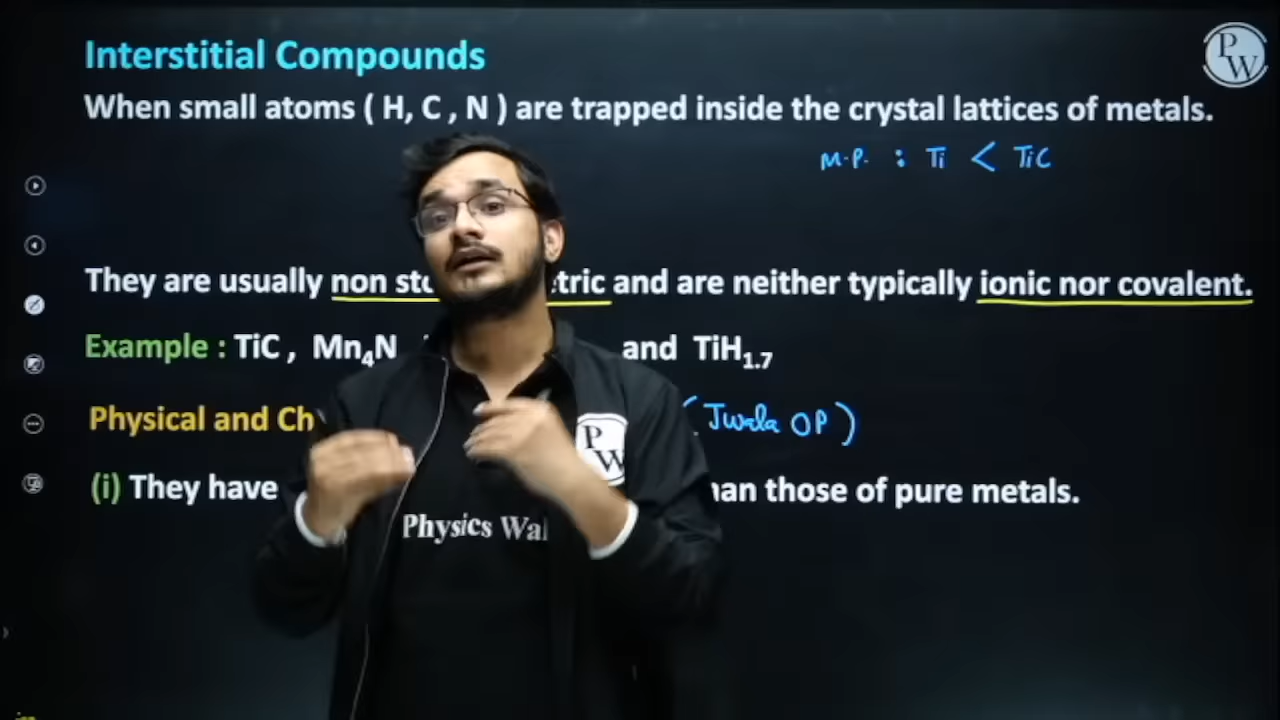 Interstitial Compounds
P
W
When small atoms ( H, C , N ) are trapped inside the crystal lattices of metals.
M.P. : Ti < TiC
They are usually non etric and are neither typically ionic nor covalent.
Example : TiC , Mn₄N and TiH₁.₇
Physical and Ch ( Jwala OP )
P
W
(i) They have than those of pure metals.
Physics Wal